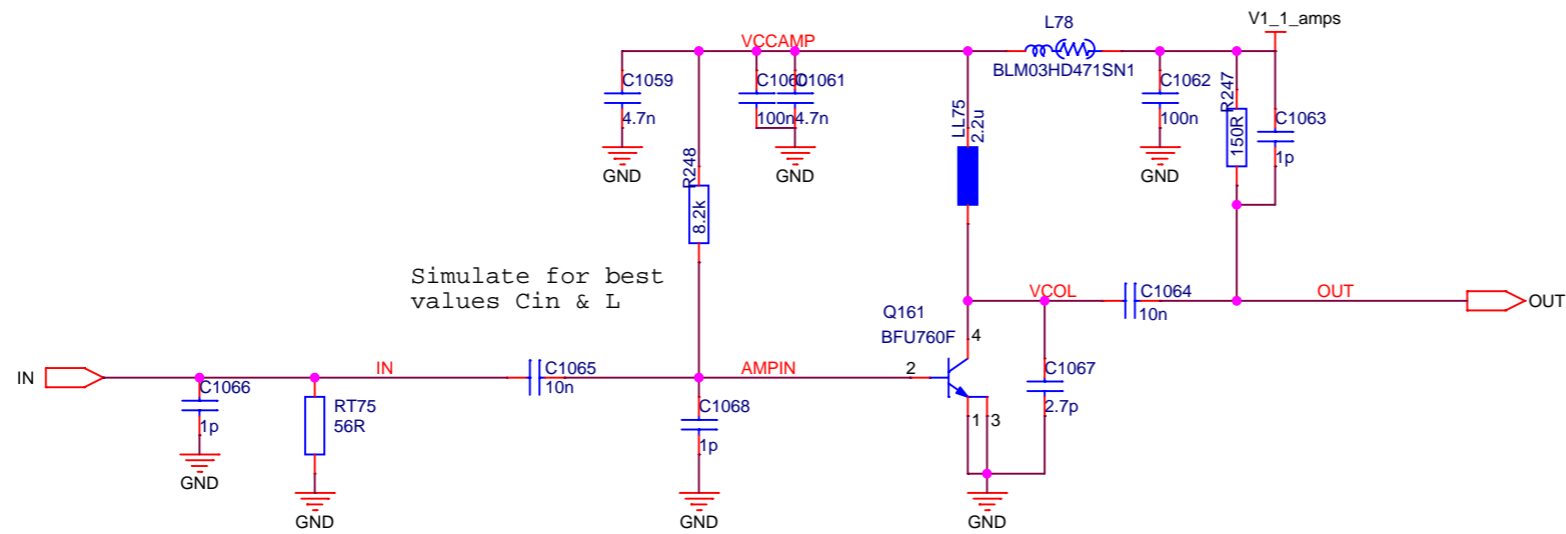 V1_1_amps
L78
BLM03HD471SN1
VCCAMP
C1059
4.7n
GND
C1060
100n
C1061
4.7n
GND
LL75
2.2u
C1062
100n
GND
R247
150R
C1063
1p
R248
8.2k
Simulate for best
values Cin & L
VCOL
C1064
10n
OUT
OUT
Q161
BFU760F
4
2
1
3
C1067
2.7p
GND
IN
IN
C1066
1p
GND
RT75
56R
GND
C1065
10n
AMPIN
C1068
1p
GND